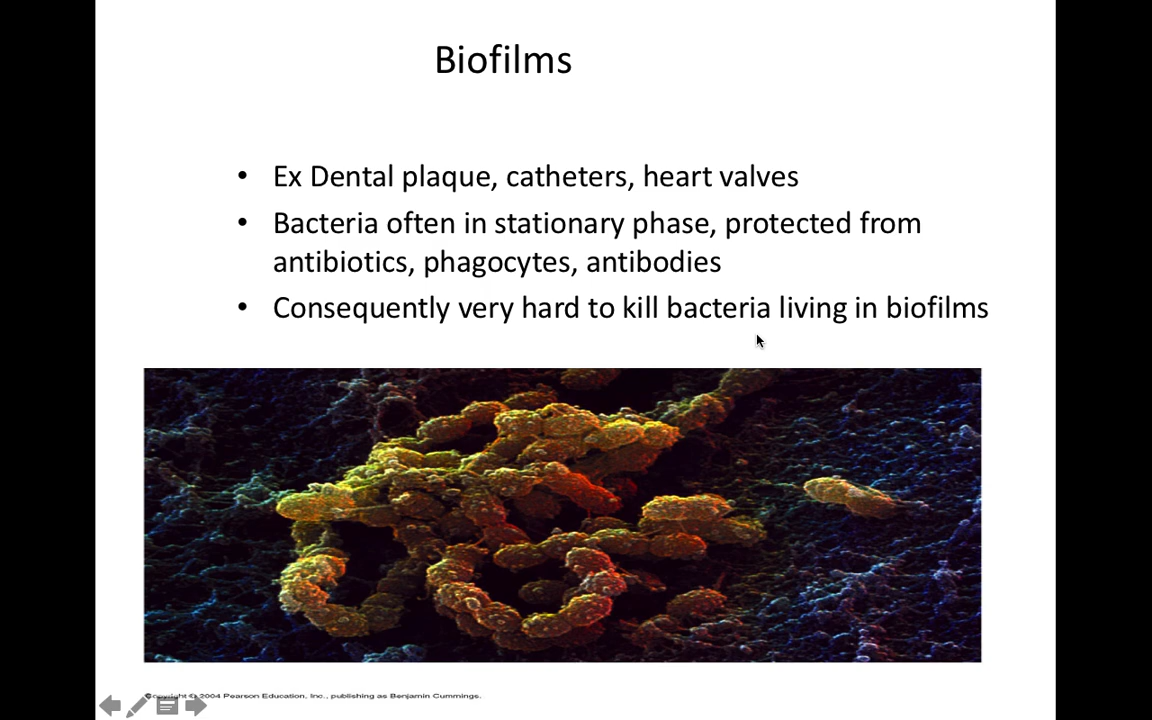 Biofilms
• Ex Dental plaque, catheters, heart valves
• Bacteria often in stationary phase, protected from
antibiotics, phagocytes, antibodies
• Consequently very hard to kill bacteria living in biofilms
Copyright © 2004 Pearson Education, Inc., publishing as Benjamin Cummings.